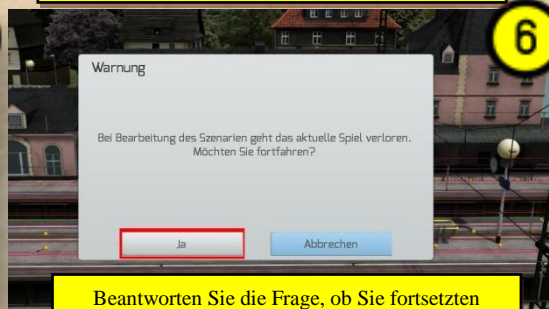 6
Warnung
Bei Bearbeitung des Szenarien geht das aktuelle Spiel verloren.
Möchten Sie fortfahren?
Ja
Abbrechen
Beantworten Sie die Frage, ob Sie fortsetzten